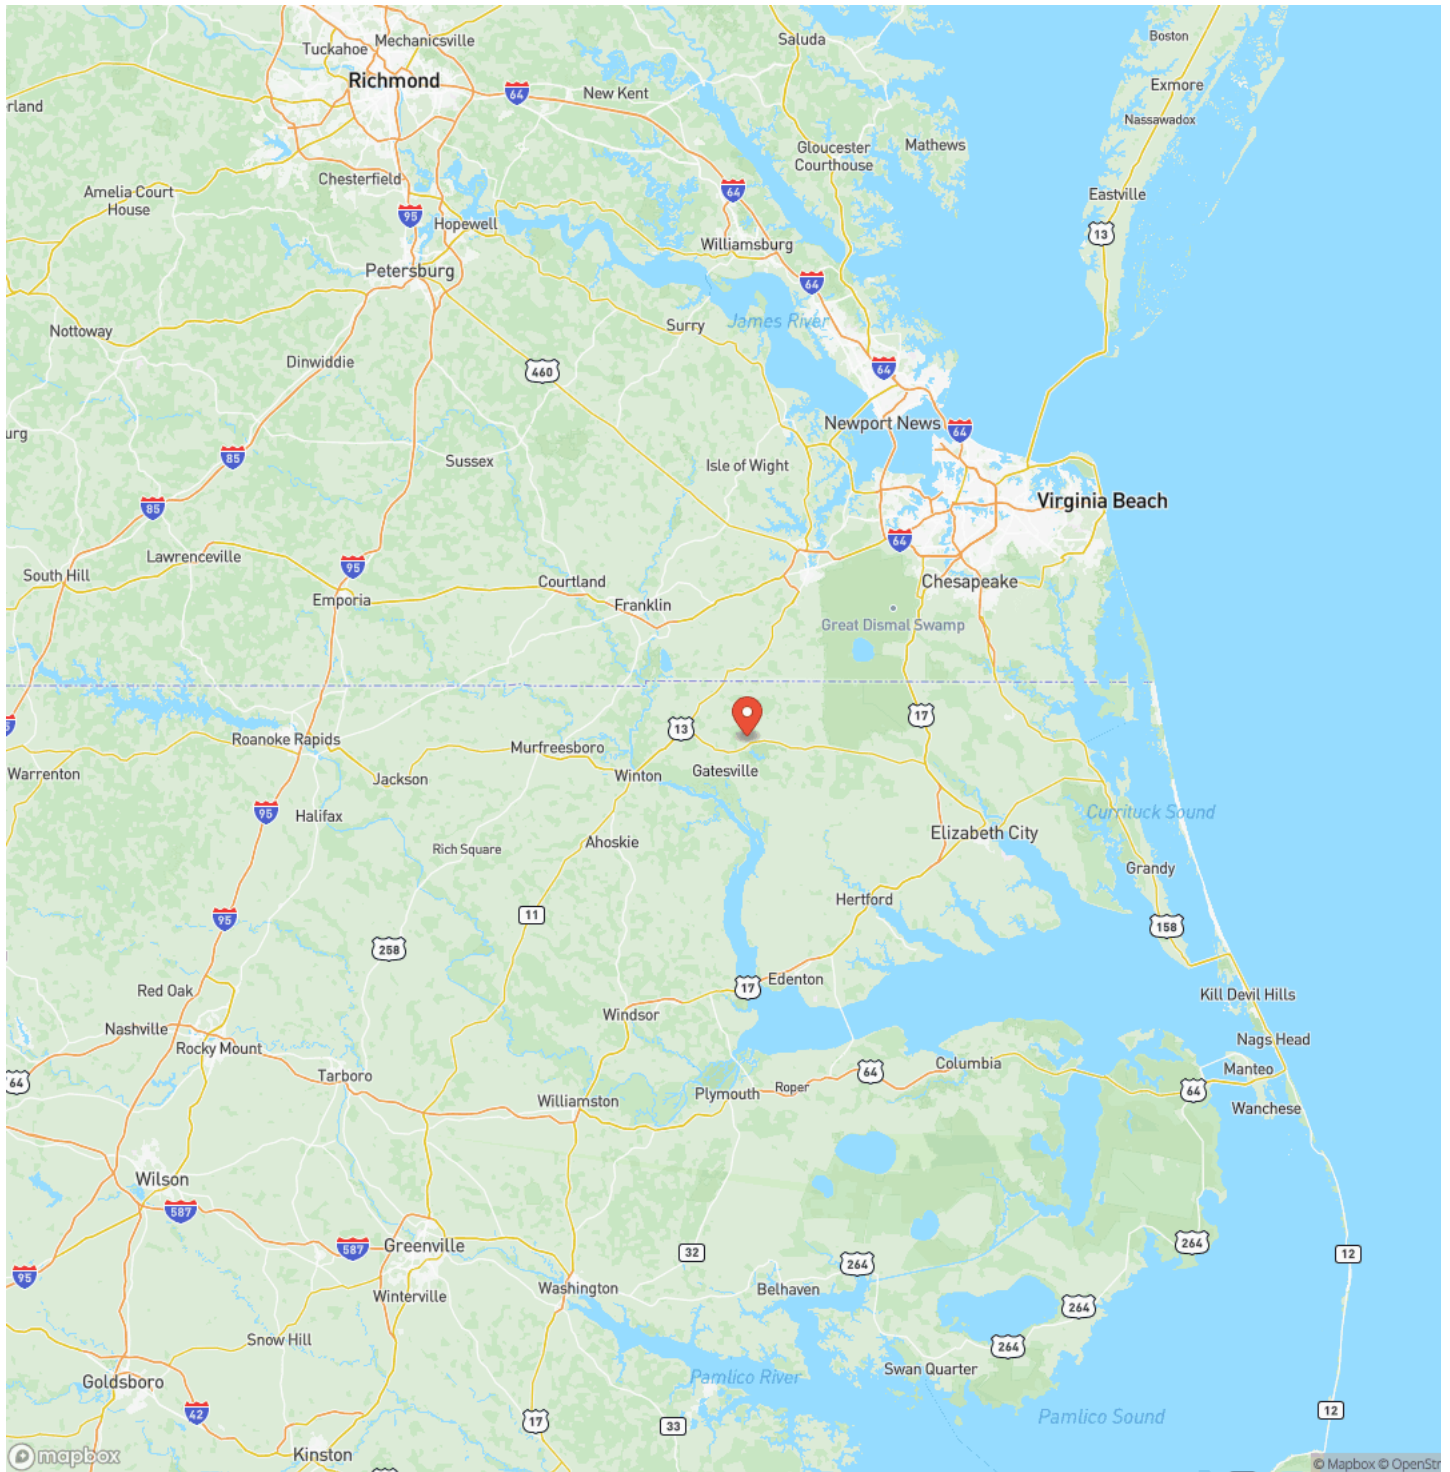 Boston
Mechanicsville
Saluda
Tuckahoe
Richmond
Exmore
64
New Kent
erland
Nassawadox
Mathews
Gloucester
Courthouse
Chesterfield
64
Amelia Court
House
Eastville
95
Hopewell
13
Williamsburg
Petersburg
64
James River
Surry
Nottoway
Dinwiddie
64
460
Newport News
64
urg
85
Sussex
Isle of Wight
Virginia Beach
85
64
Lawrenceville
95
South Hill
Courtland
Chesapeake
Emporia
Franklin
Great Dismal Swamp
17
13
Roanoke Rapids
Murfreesboro
Gatesville
Warrenton
Jackson
Winton
95
Halifax
Currituck Sound
Elizabeth City
Ahoskie
Rich Square
Grandy
Hertford
11
95
158
258
Edenton
17
Red Oak
Kill Devil Hills
Windsor
Nashville
Nags Head
Rocky Mount
Columbia
Manteo
64
Tarboro
64
Roper
64
Plymouth
Williamston
Wanchese
Wilson
587
Greenville
587
264
32
12
264
95
Washington
Belhaven
Winterville
264
Snow Hill
264
Swan Quarter
Pamlico River
Goldsboro
12
42
Pamlico Sound
17
33
Kinston
mapbox
© Mapbox © OpenStr